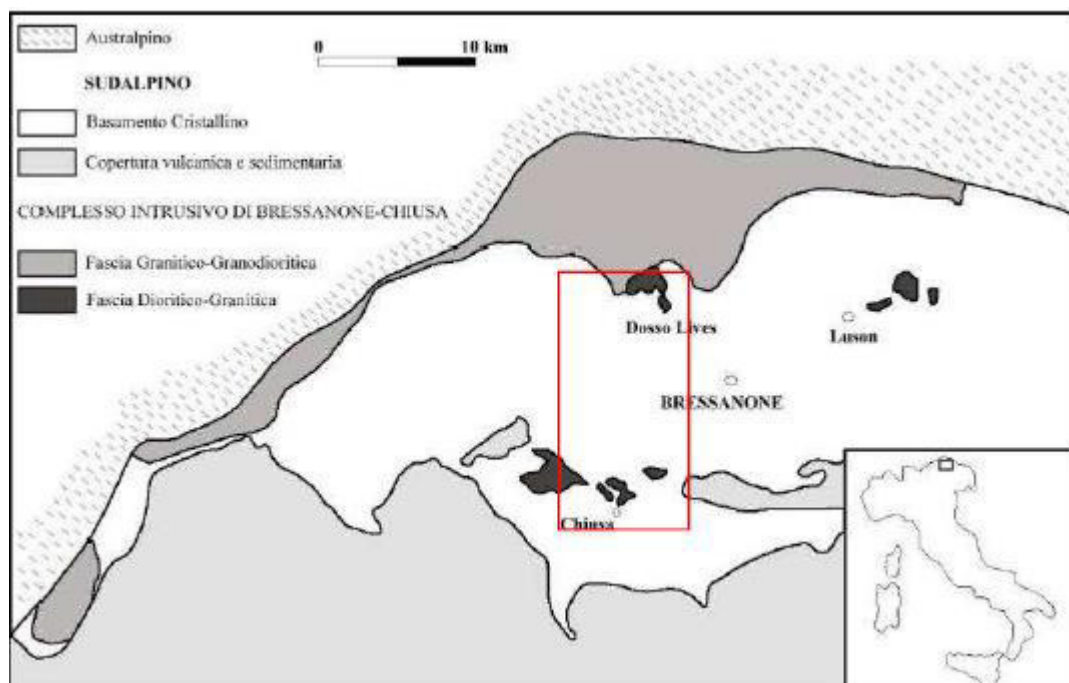 Australpino
0 10 km
SUDALPINO
Basamento Cristallino
Copertura vulcanica e sedimentaria
COMPLESSO INTRUSIVO DI BRESSANONE-CHIUSA
Fascia Granitico-Granodioritica
Fascia Dioritico-Granitica
Dosso Lives
Luson
BRESSANONE
Chiusa